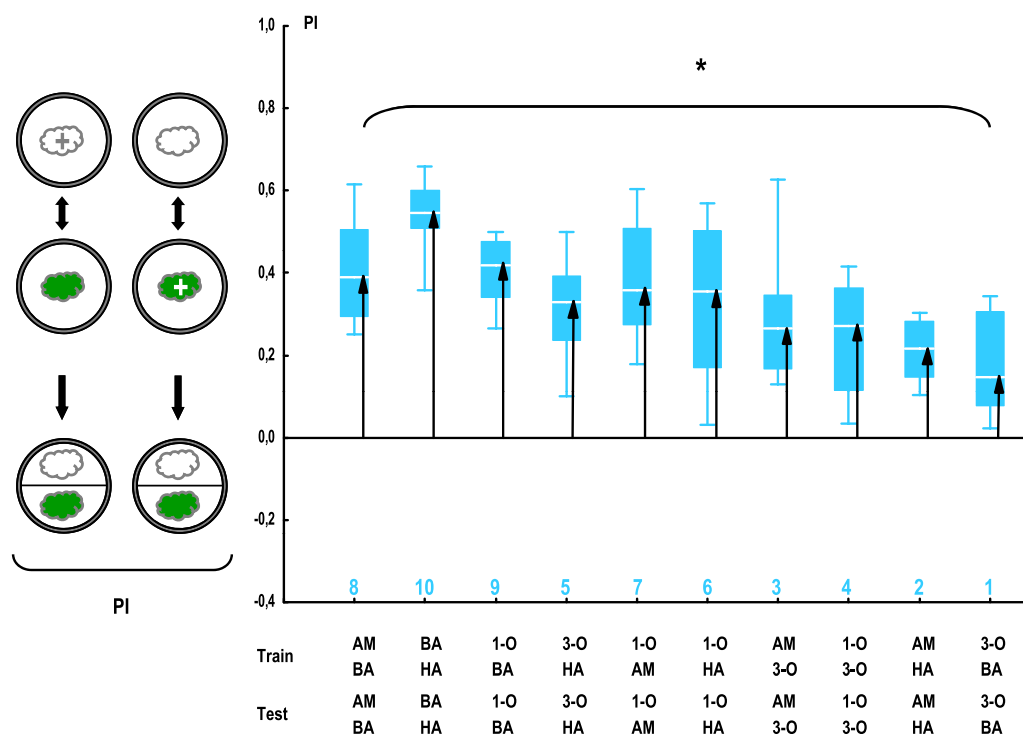 PI
1,0
0,8
*
0,6
0,4
0,2
0,0
-0,2
-0,4
8 10 9 5 7 6 3 4 2 1
PI
Train
AM BA 1-O 3-O 1-O 1-O AM 1-O AM 3-O
BA HA BA HA AM HA 3-O 3-O HA BA
Test
AM BA 1-O 3-O 1-O 1-O AM 1-O AM 3-O
BA HA BA HA AM HA 3-O 3-O HA BA